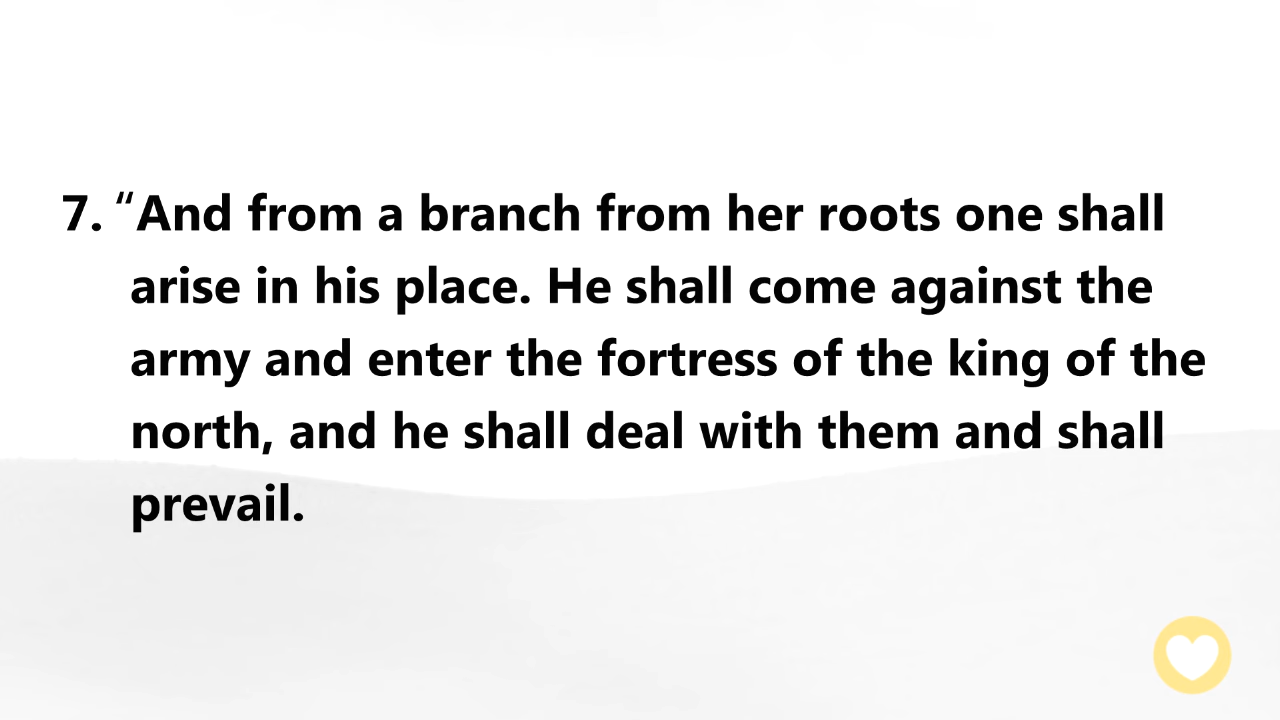 7. “And from a branch from her roots one shall
arise in his place. He shall come against the
army and enter the fortress of the king of the
north, and he shall deal with them and shall
prevail.